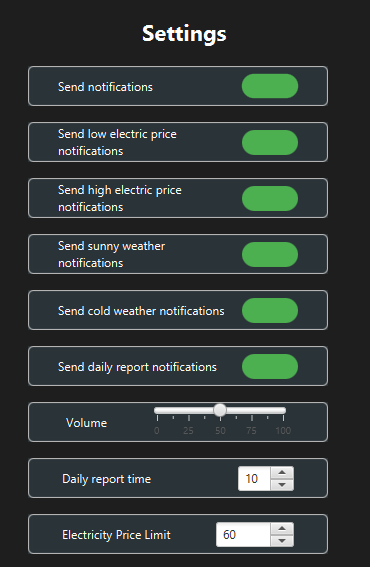 Settings
Send notifications
Send low electric price
notifications
Send high electric price
notifications
Send sunny weather
notifications
Send cold weather notifications
Send daily report notifications
Volume
0 25 50 75 100
Daily report time 10
Electricity Price Limit 60